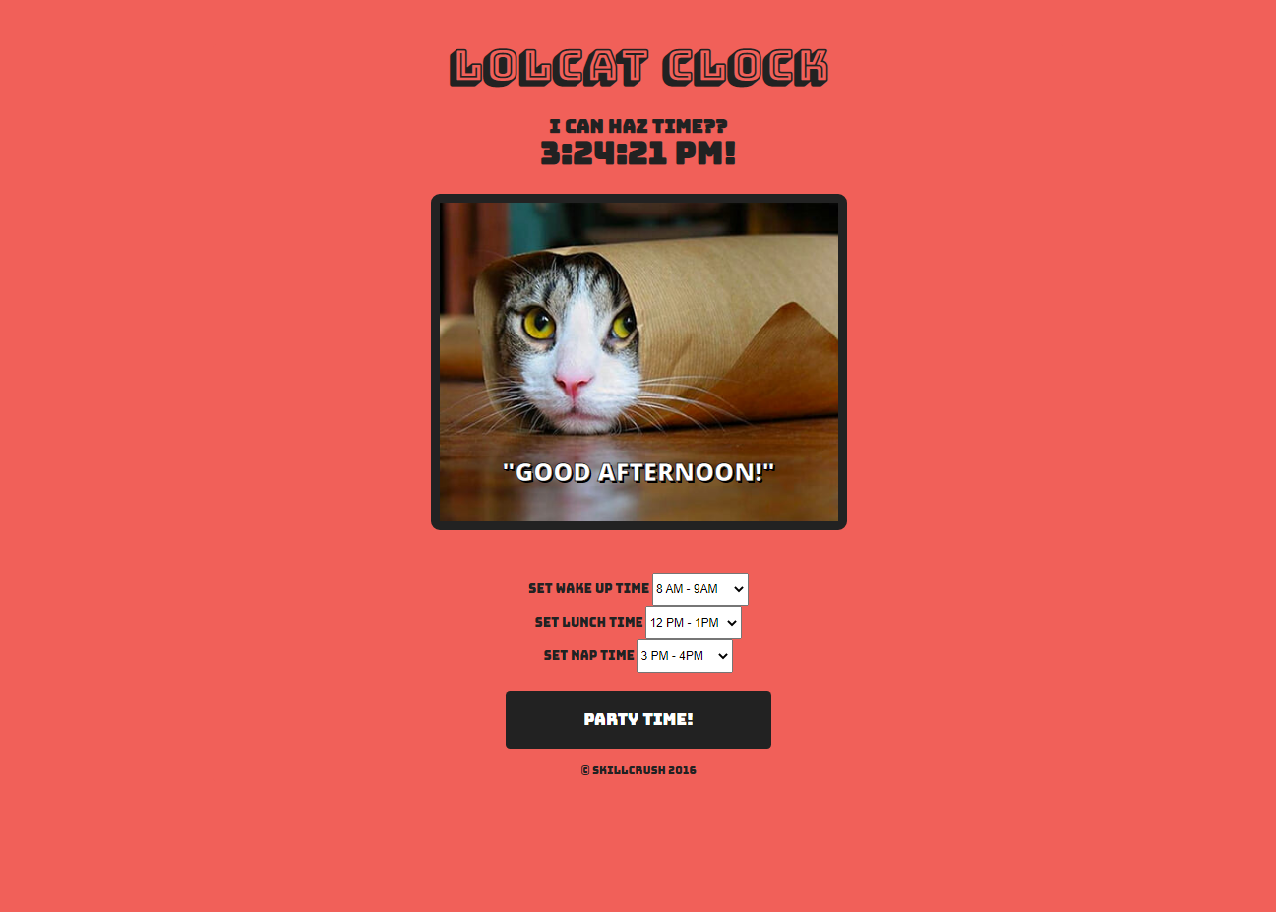 LOLCAT CLOCK
I CAN HAZ TIME??
3:24:21 PM!
"GOOD AFTERNOON!"
SET WAKE UP TIME 8 AM - 9AM
SET LUNCH TIME 12 PM - 1PM
SET NAP TIME 3 PM - 4PM
PARTY TIME!
© SKILLCRUSH 2016